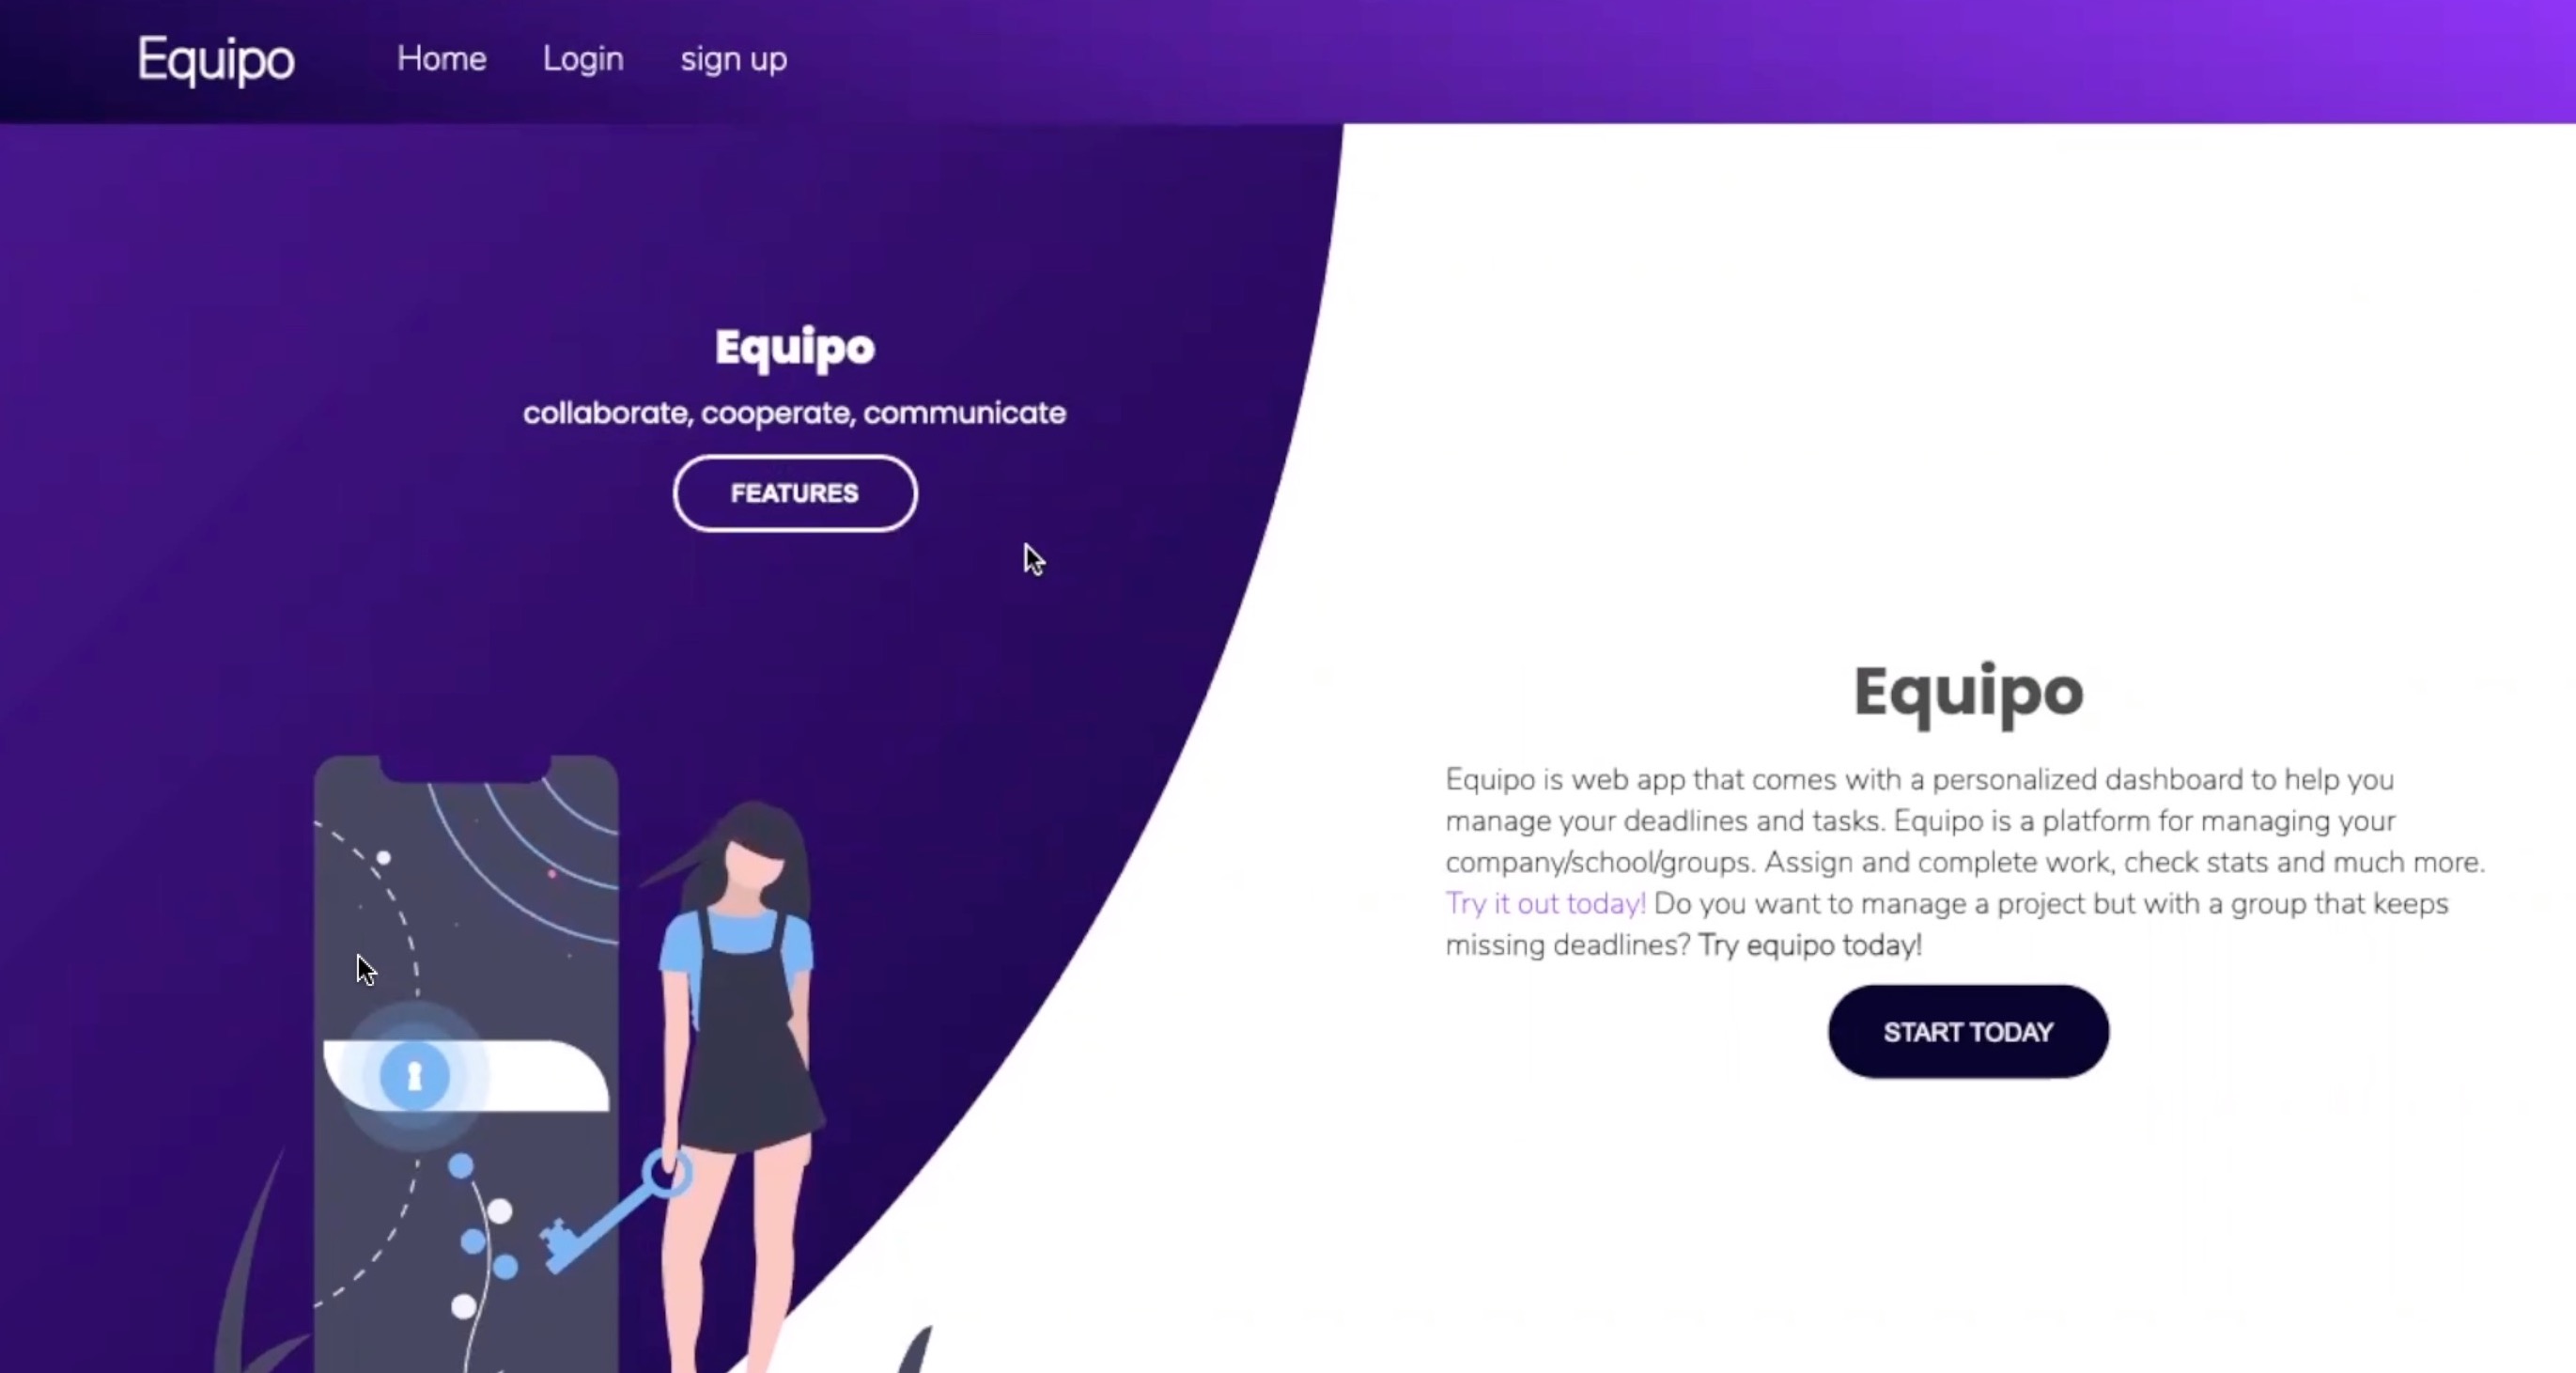 Equipo
Home
Login
sign up
Equipo
collaborate, cooperate, communicate
FEATURES
Equipo
Equipo is web app that comes with a personalized dashboard to help you
manage your deadlines and tasks. Equipo is a platform for managing your
company/school/groups. Assign and complete work, check stats and much more.
Try it out today! Do you want to manage a project but with a group that keeps
missing deadlines? Try equipo today!
START TODAY